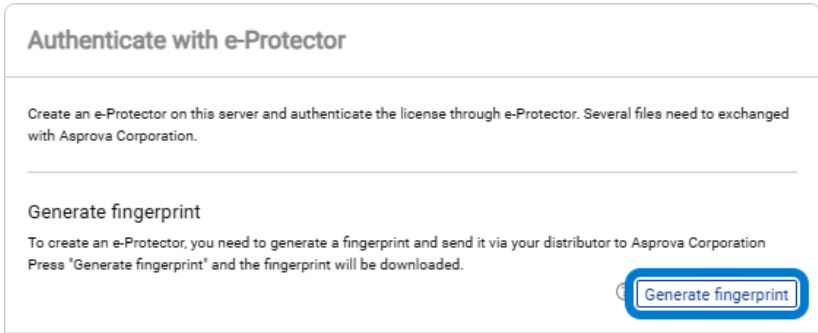 Authenticate with e-Protector
Create an e-Protector on this server and authenticate the license through e-Protector. Several files need to exchanged
with Asprova Corporation.
Generate fingerprint
To create an e-Protector, you need to generate a fingerprint and send it via your distributor to Asprova Corporation
Press "Generate fingerprint" and the fingerprint will be downloaded.
Generate fingerprint